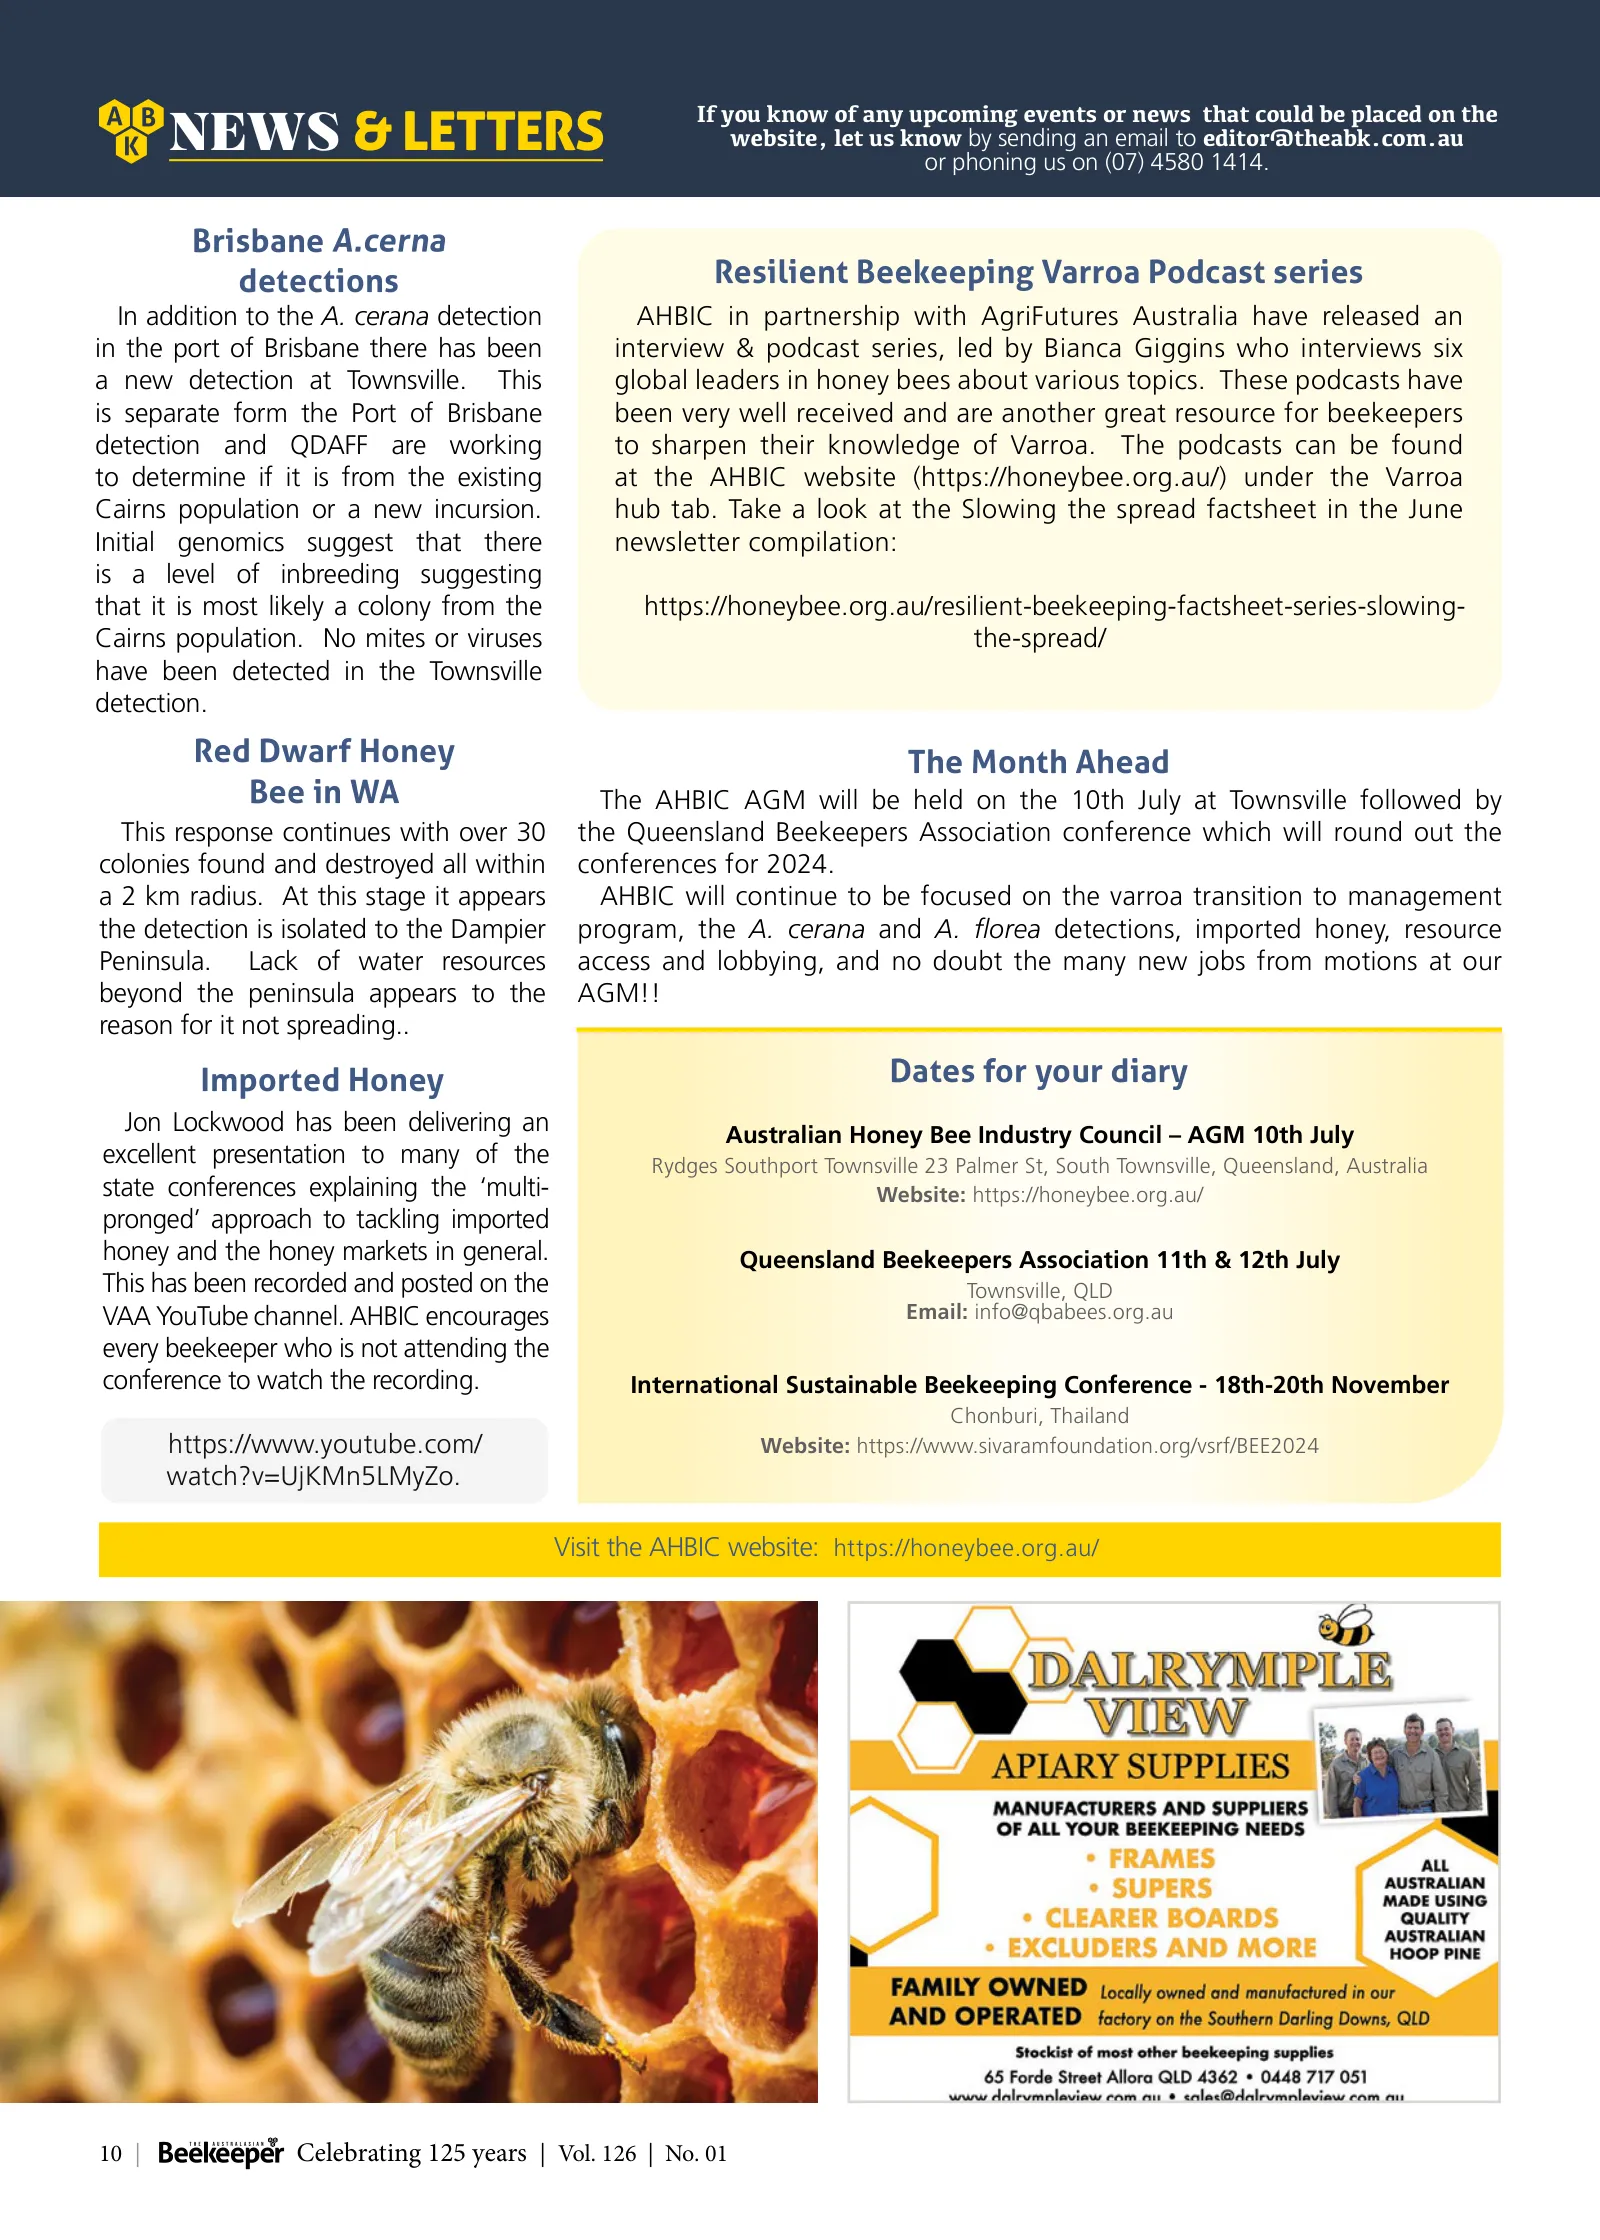 A B K
NEWS & LETTERS
If you know of any upcoming events or news that could be placed on the
website, let us know by sending an email to editor@theabk.com.au
or phoning us on (07) 4580 1414.
Brisbane A.cerna
detections
In addition to the A. cerana detection
in the port of Brisbane there has been
a new detection at Townsville. This
is separate form the Port of Brisbane
detection and QDAFF are working
to determine if it is from the existing
Cairns population or a new incursion.
Initial genomics suggest that there
is a level of inbreeding suggesting
that it is most likely a colony from the
Cairns population. No mites or viruses
have been detected in the Townsville
detection.
Red Dwarf Honey
Bee in WA
This response continues with over 30
colonies found and destroyed all within
a 2 km radius. At this stage it appears
the detection is isolated to the Dampier
Peninsula. Lack of water resources
beyond the peninsula appears to the
reason for it not spreading..
Imported Honey
Jon Lockwood has been delivering an
excellent presentation to many of the
state conferences explaining the ‘multi-
pronged’ approach to tackling imported
honey and the honey markets in general.
This has been recorded and posted on the
VAA YouTube channel. AHBIC encourages
every beekeeper who is not attending the
conference to watch the recording.
https://www.youtube.com/
watch?v=UjKMn5LMyZo.
Resilient Beekeeping Varroa Podcast series
AHBIC in partnership with AgriFutures Australia have released an
interview & podcast series, led by Bianca Giggins who interviews six
global leaders in honey bees about various topics. These podcasts have
been very well received and are another great resource for beekeepers
to sharpen their knowledge of Varroa. The podcasts can be found
at the AHBIC website (https://honeybee.org.au/) under the Varroa
hub tab. Take a look at the Slowing the spread factsheet in the June
newsletter compilation:
https://honeybee.org.au/resilient-beekeeping-factsheet-series-slowing-
the-spread/
The Month Ahead
The AHBIC AGM will be held on the 10th July at Townsville followed by
the Queensland Beekeepers Association conference which will round out the
conferences for 2024.
AHBIC will continue to be focused on the varroa transition to management
program, the A. cerana and A. florea detections, imported honey, resource
access and lobbying, and no doubt the many new jobs from motions at our
AGM!!
Dates for your diary
Australian Honey Bee Industry Council – AGM 10th July
Rydges Southport Townsville 23 Palmer St, South Townsville, Queensland, Australia
Website: https://honeybee.org.au/
Queensland Beekeepers Association 11th & 12th July
Townsville, QLD
Email: info@qbabees.org.au
International Sustainable Beekeeping Conference - 18th-20th November
Chonburi, Thailand
Website: https://www.sivaramfoundation.org/vsrf/BEE2024
Visit the AHBIC website: https://honeybee.org.au/
DALRYMPLE
VIEW
APIARY SUPPLIES
MANUFACTURERS AND SUPPLIERS
OF ALL YOUR BEEKEEPING NEEDS
• FRAMES
• SUPERS
• CLEARER BOARDS
• EXCLUDERS AND MORE
ALL
AUSTRALIAN
MADE USING
QUALITY
AUSTRALIAN
HOOP PINE
FAMILY OWNED
AND OPERATED
Locally owned and manufactured in our
factory on the Southern Darling Downs, QLD
Stockist of most other beekeeping supplies
65 Forde Street Allora QLD 4362 • 0448 717 051
www.dalrympleview.com.au • sales@dalrympleview.com.au
10 | THE AUSTRALASIAN Beekeeper Celebrating 125 years | Vol. 126 | No. 01